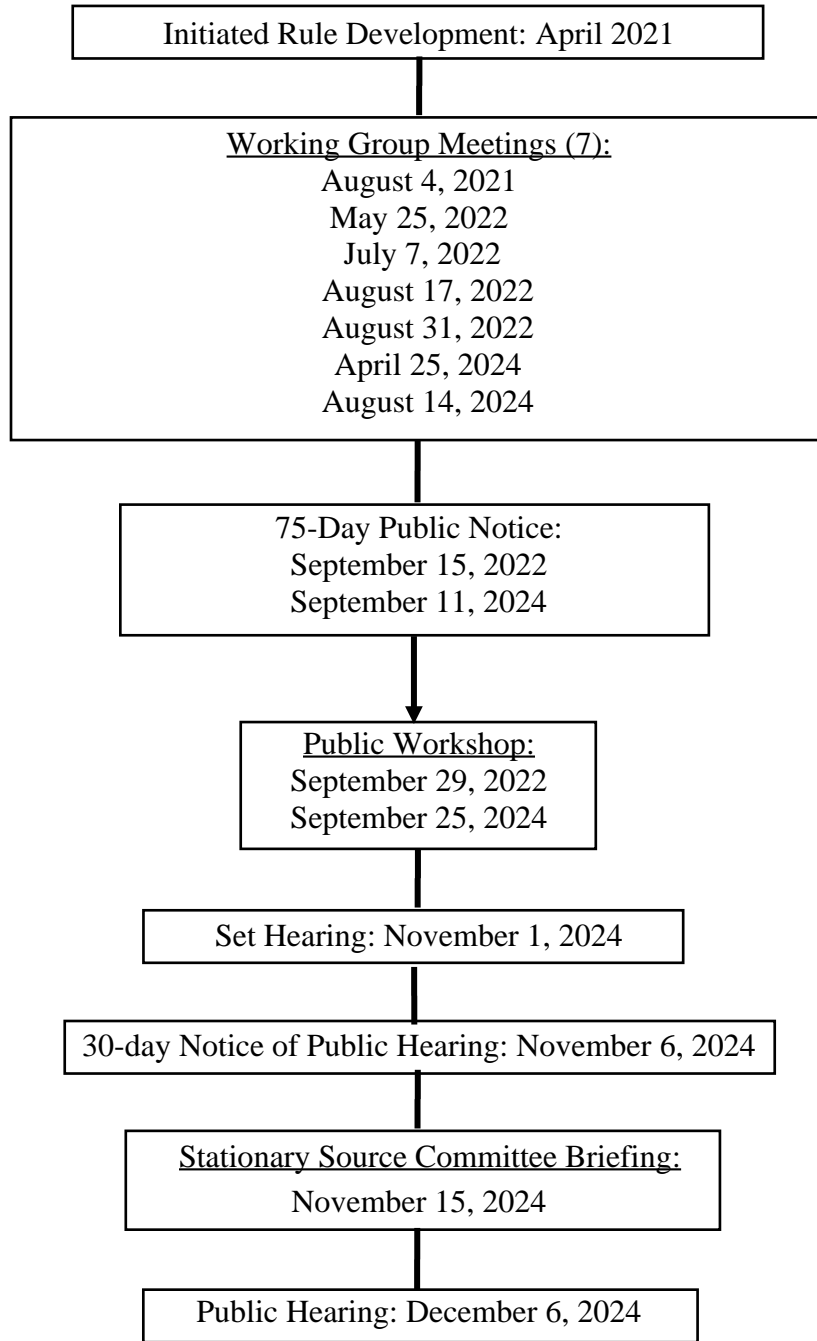 Initiated Rule Development: April 2021
Working Group Meetings (7):
August 4, 2021
May 25, 2022
July 7, 2022
August 17, 2022
August 31, 2022
April 25, 2024
August 14, 2024
75-Day Public Notice:
September 15, 2022
September 11, 2024
Public Workshop:
September 29, 2022
September 25, 2024
Set Hearing: November 1, 2024
30-day Notice of Public Hearing: November 6, 2024
Stationary Source Committee Briefing:
November 15, 2024
Public Hearing: December 6, 2024